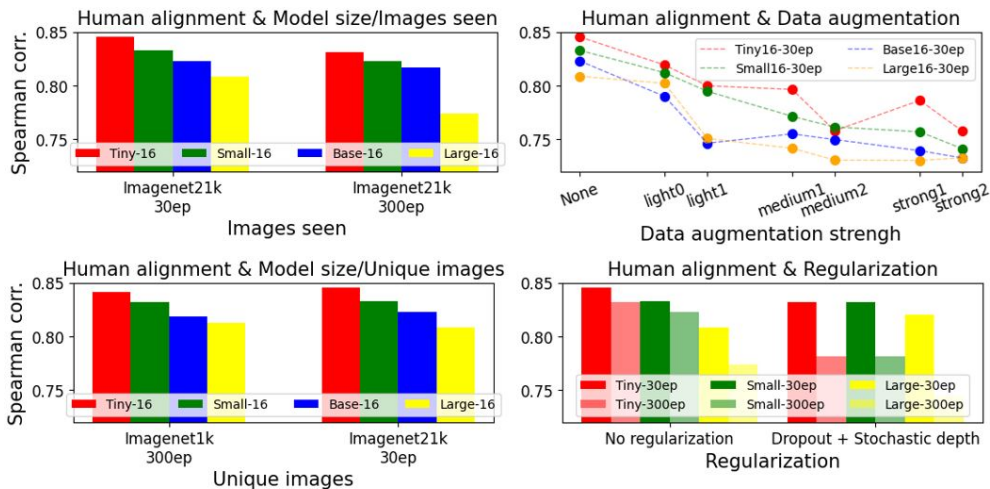 Human alignment & Model size/Images seen
Spearman corr.
0.85
0.80
0.75
Tiny-16
Small-16
Base-16
Large-16
Imagenet21k
30ep
Imagenet21k
300ep
Images seen
Human alignment & Data augmentation
0.85
0.80
0.75
Tiny16-30ep
Small16-30ep
Base16-30ep
Large16-30ep
None
light0
light1
medium1
medium2
strong1
strong2
Data augmentation strengh
Human alignment & Model size/Unique images
Spearman corr.
0.85
0.80
0.75
Tiny-16
Small-16
Base-16
Large-16
Imagenet1k
300ep
Imagenet21k
30ep
Unique images
Human alignment & Regularization
0.85
0.80
0.75
Tiny-30ep
Tiny-300ep
Small-30ep
Small-300ep
Large-30ep
Large-300ep
No regularization
Dropout + Stochastic depth
Regularization